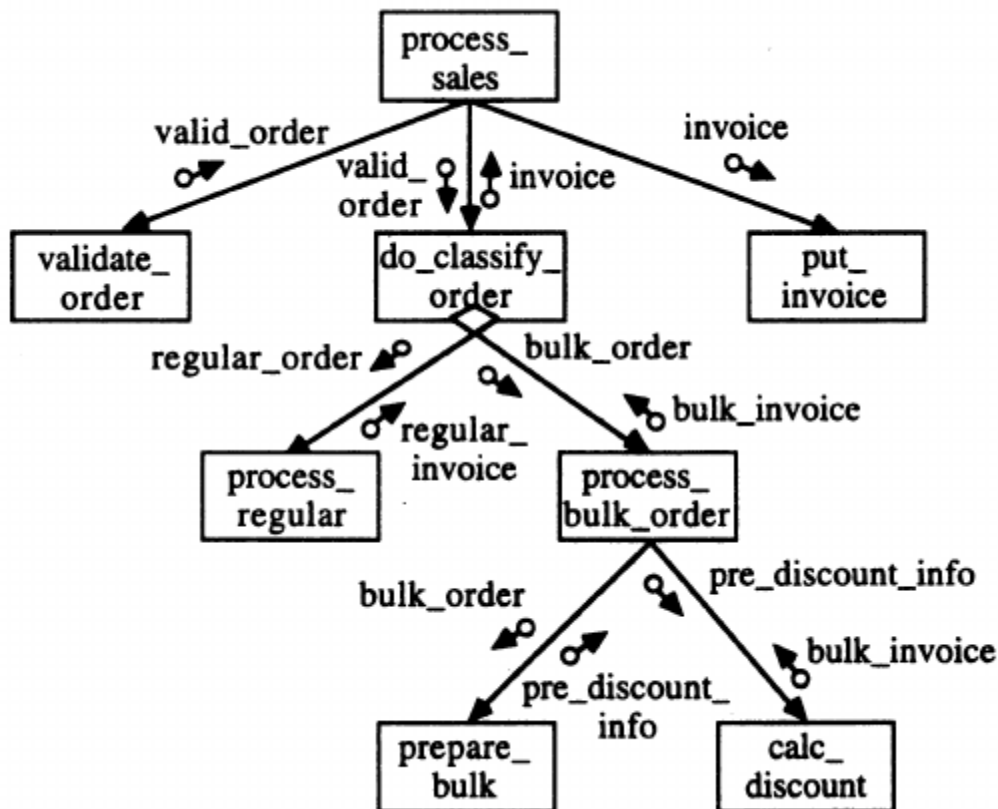 process_
sales
valid_order
invoice
valid_
order
invoice
validate_
order
do_classify_
order
put_
invoice
regular_order
bulk_order
regular_
invoice
bulk_invoice
process_
regular
process_
bulk_order
bulk_order
pre_discount_info
pre_discount_
info
bulk_invoice
prepare_
bulk
calc_
discount